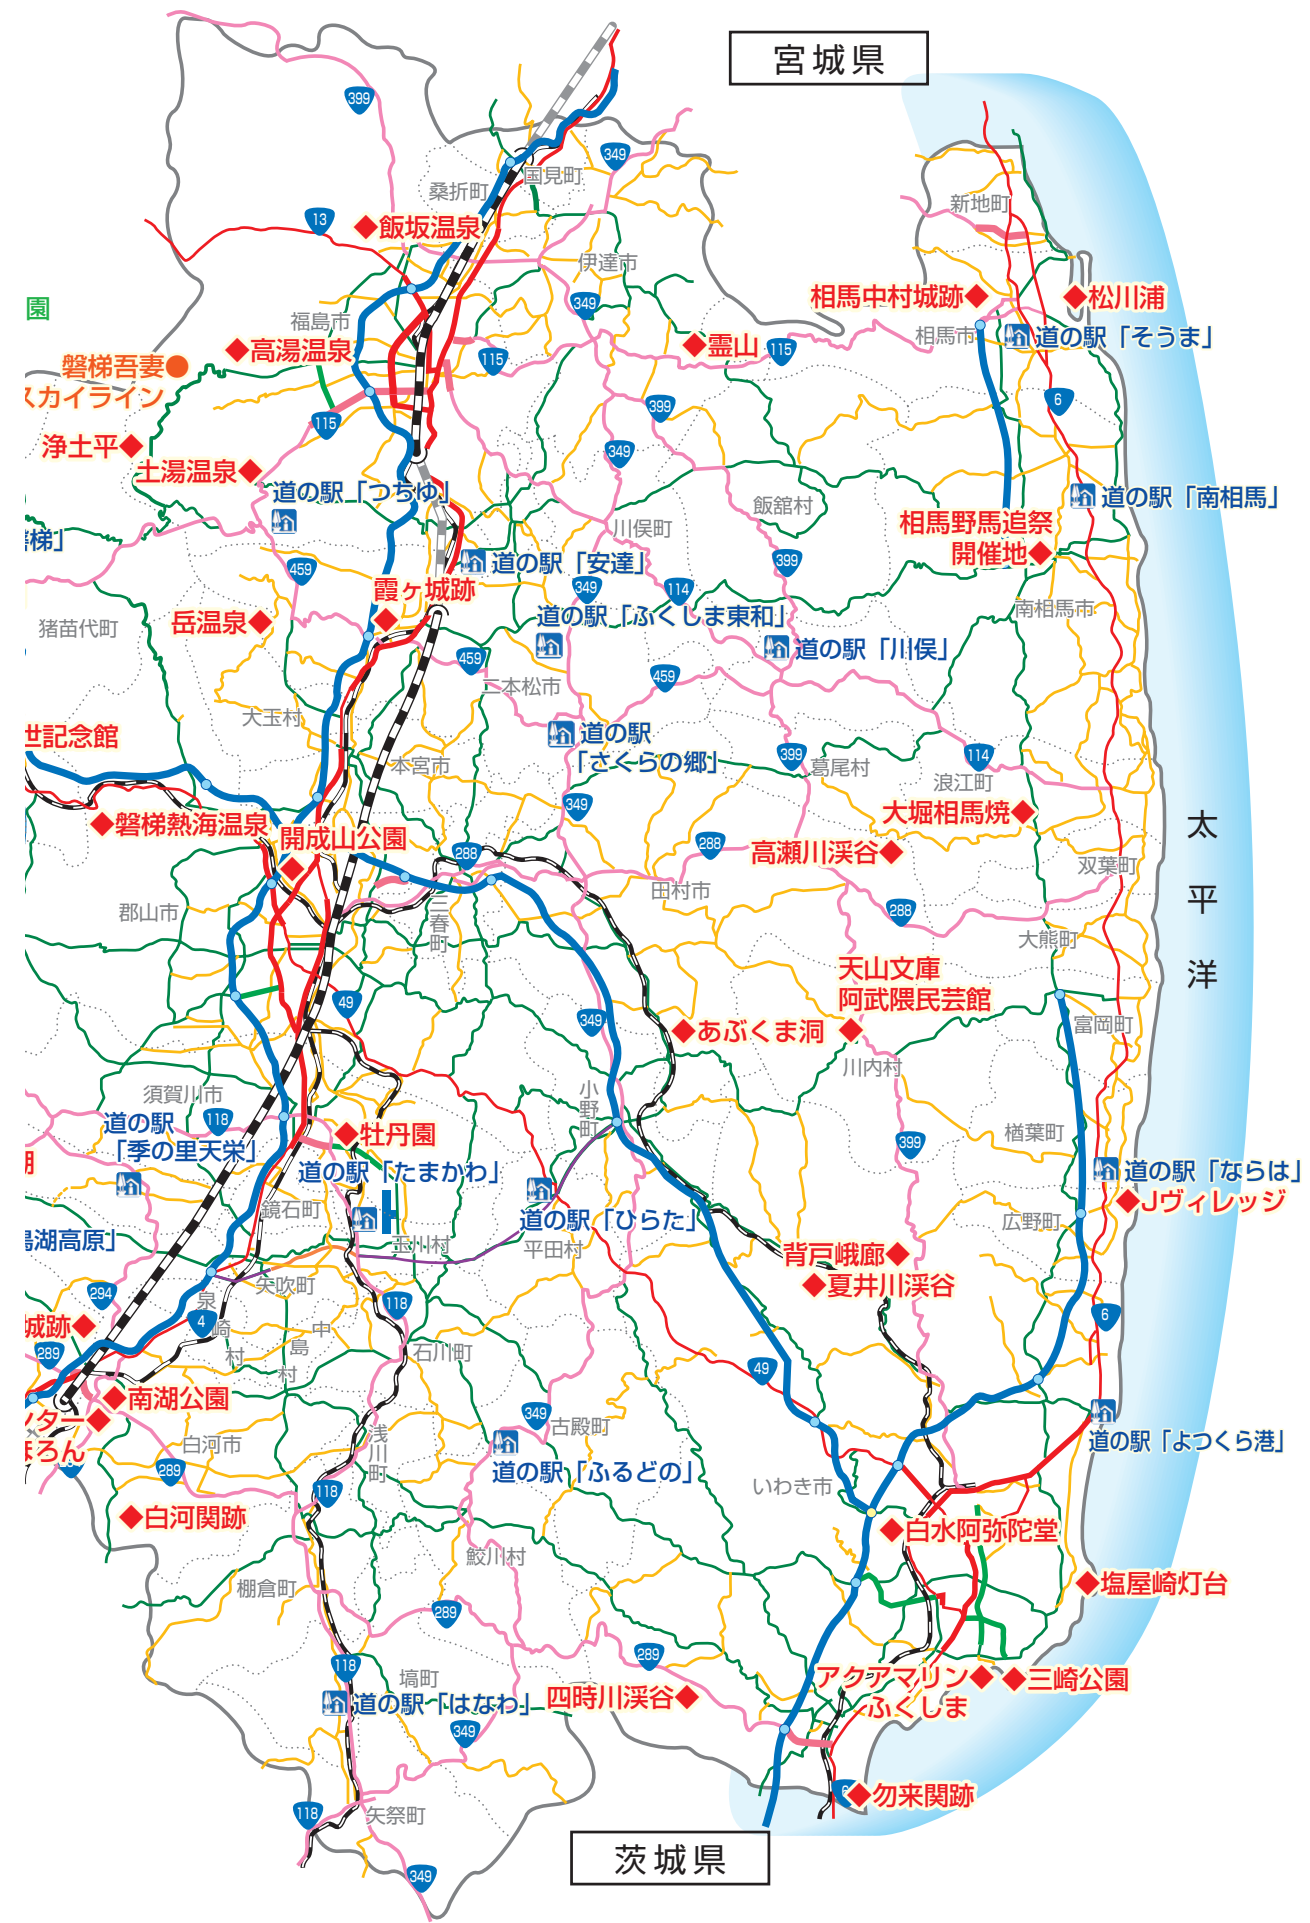 宮城県
399
349
国見町
桑折町
新地町
13
飯坂温泉
伊達市
園
相馬中村城跡
松川浦
349
福島市
相馬市
道の駅「そうま」
高湯温泉
115
霊山
115
磐梯吾妻
スカイライン
399
6
115
浄土平
349
土湯温泉
道の駅「つちゆ」
飯舘村
道の駅「南相馬」
川俣町
相馬野馬追祭
開催地
梯」
道の駅「安達」
399
459
霞ヶ城跡
349
114
南相馬市
道の駅「ふくしま東和」
猪苗代町
岳温泉
道の駅「川俣」
459
459
二本松市
大玉村
世記念館
道の駅
「さくらの郷」
399
114
本宮市
葛尾村
浪江町
349
大堀相馬焼
磐梯熱海温泉
開成山公園
太平洋
288
288
高瀬川渓谷
双葉町
田村市
郡山市
三春町
288
大熊町
天山文庫
阿武隈民芸館
49
349
あぶくま洞
富岡町
川内村
須賀川市
小野町
118
道の駅
「季の里天栄」
牡丹園
399
楢葉町
湖
道の駅「たまかわ」
道の駅「ならは」
Jヴィレッジ
鏡石町
道の駅「ひらた」
広野町
湖高原」
玉川村
平田村
背戸峨廊
夏井川渓谷
矢吹町
294
泉崎村
118
4
中島村
6
城跡
289
石川町
49
南湖公園
ンター
349
古殿町
道の駅「よつくら港」
浅川町
白河市
まほろん
289
道の駅「ふるどの」
いわき市
118
白河関跡
白水阿弥陀堂
鮫川村
棚倉町
塩屋崎灯台
289
289
118
塙町
アクアマリン
ふくしま
三崎公園
道の駅「はなわ」
四時川渓谷
349
6
勿来関跡
118
矢祭町
茨城県
349